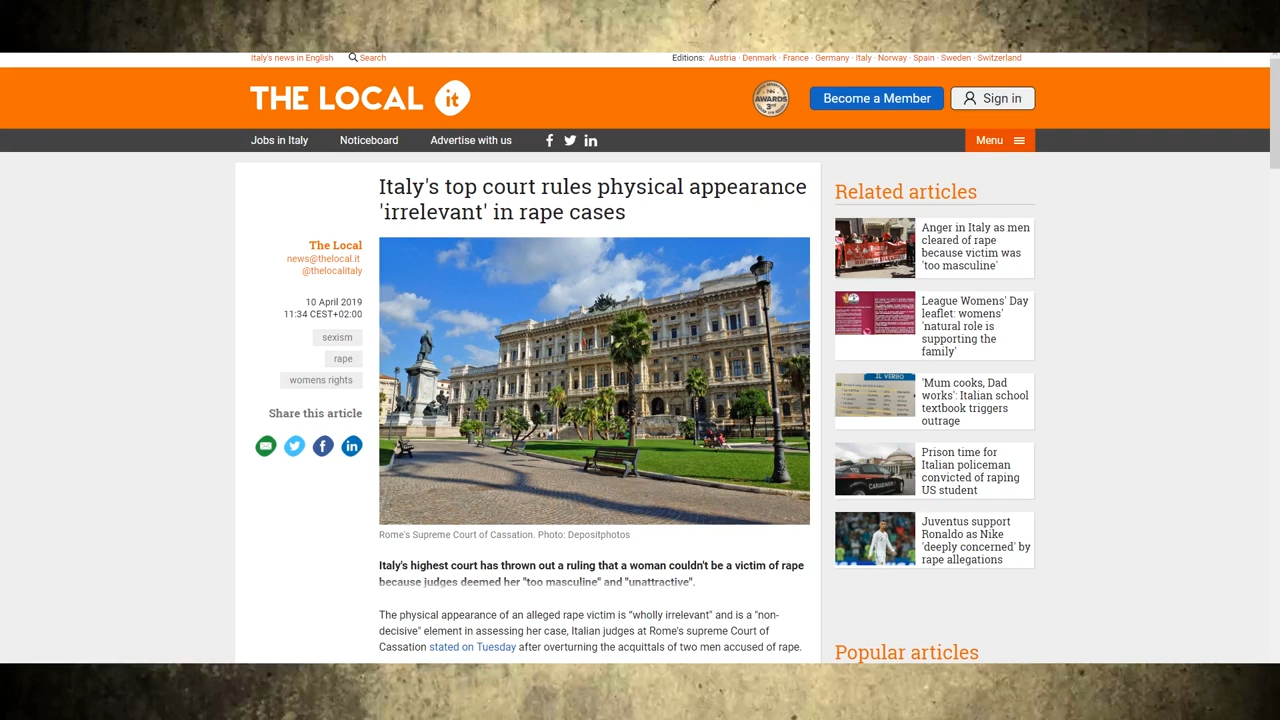 Italy's news in English Search Editions: Austria · Denmark · France · Germany · Italy · Norway · Spain · Sweden · Switzerland
THE LOCAL it
AWARDS
3rd
Become a Member
Sign in
Jobs in Italy Noticeboard Advertise with us
Menu
Italy's top court rules physical appearance
'irrelevant' in rape cases
The Local
news@thelocal.it
@thelocalitaly
10 April 2019
11:34 CEST+02:00
sexism
rape
womens rights
Share this article
Rome's Supreme Court of Cassation. Photo: Depositphotos
Italy's highest court has thrown out a ruling that a woman couldn't be a victim of rape
because judges deemed her "too masculine" and "unattractive".
The physical appearance of an alleged rape victim is "wholly irrelevant" and is a "non-
decisive" element in assessing her case, Italian judges at Rome's supreme Court of
Cassation stated on Tuesday after overturning the acquittals of two men accused of rape.
Related articles
Anger in Italy as men
cleared of rape
because victim was
'too masculine'
League Womens' Day
leaflet: womens'
'natural role is
supporting the
family'
IL VERBO
'Mum cooks, Dad
works': Italian school
textbook triggers
outrage
CARABINIERI
Prison time for
Italian policeman
convicted of raping
US student
Juventus support
Ronaldo as Nike
'deeply concerned' by
rape allegations
Popular articles